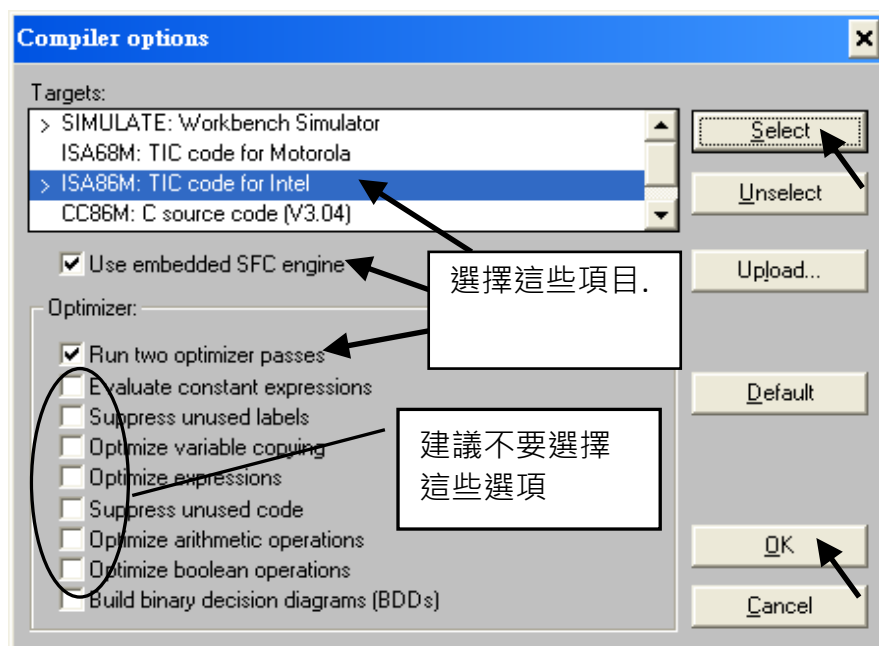 Compiler options
Targets:
> SIMULATE: Workbench Simulator
ISA68M: TIC code for Motorola
> ISA86M: TIC code for Intel
CC86M: C source code (V3.04)
Select
Unselect
Use embedded SFC engine
選擇這些項目.
Upload...
Optimizer:
Run two optimizer passes
Evaluate constant expressions
Default
Suppress unused labels
Optimize variable copying
建議不要選擇
這些選項
Optimize expressions
Suppress unused code
Optimize arithmetic operations
OK
Optimize boolean operations
Build binary decision diagrams (BDDs)
Cancel